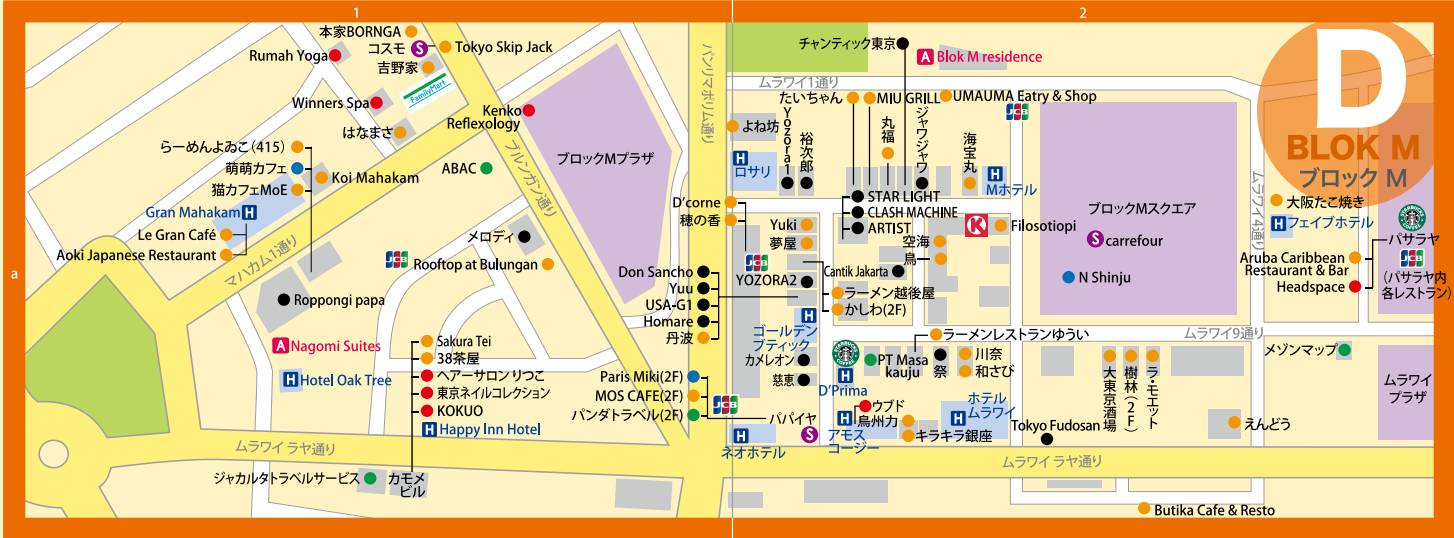 1
2
a
D
BLOK M
ブロック M
本家BORNGA
コスモ
S
Tokyo Skip Jack
吉野家
FamilyMart
Rumah Yoga
Winners Spa
はなまさ
Kenko
Reflexology
ABAC
ブロックMプラザ
らーめんよゐこ(415)
萌萌カフェ
猫カフェMoE
Koi Mahakam
Gran Mahakam
H
Le Gran Café
Aoki Japanese Restaurant
マハカム1通り
ブルンガン通り
パンリマポリム通り
メロディ
JCB
Rooftop at Bulungan
Roppongi papa
A Nagomi Suites
H Hotel Oak Tree
Sakura Tei
38茶屋
ヘアーサロン りつこ
東京ネイルコレクション
KOKUO
H Happy Inn Hotel
ムラワイ ラヤ通り
ジャカルタトラベルサービス
カモメ
ビル
D'corne
穂の香
Don Sancho
Yuu
USA-G1
Homare
丹波
Paris Miki(2F)
MOS CAFE(2F)
パンダトラベル(2F)
JCB
パパイヤ
S
H
ネオホテル
チャンティック東京
A Blok M residence
ムラワイ1通り
たいちゃん
MIU GRILL
UMAUMA Eatry & Shop
JCB
よね坊
Yozora1
裕次郎
丸福
ジャワジャワ
海宝丸
H
ロサリ
H
Mホテル
STAR LIGHT
CLASH MACHINE
ARTIST
Yuki
夢屋
JCB
YOZORA2
空海
鳥
K
Filosotiopi
Cantik Jakarta
ラーメン越後屋
かしわ(2F)
H
ゴールデン
ブティック
カメレオン
慈恵
ラーメンレストランゆうい
STARBUCKS COFFEE
PT Masa
kauju
祭
川奈
和さび
H
D'Prima
ウブド
H
アモス
コージー
鳥州力
キラキラ銀座
ホテル
ムラワイ
H
Tokyo Fudosan
大東京酒場
樹林(2F)
ラ・モエット
えんどう
ムラワイ ラヤ通り
Butika Cafe & Resto
ブロックMスクエア
S carrefour
N Shinju
ムラワイ4通り
ムラワイ9通り
大阪たこ焼き
H フェイブホテル
STARBUCKS COFFEE
パサラヤ
JCB
(パサラヤ内
各レストラン)
Aruba Caribbean
Restaurant & Bar
Headspace
メゾンマップ
ムラワイ
プラザ